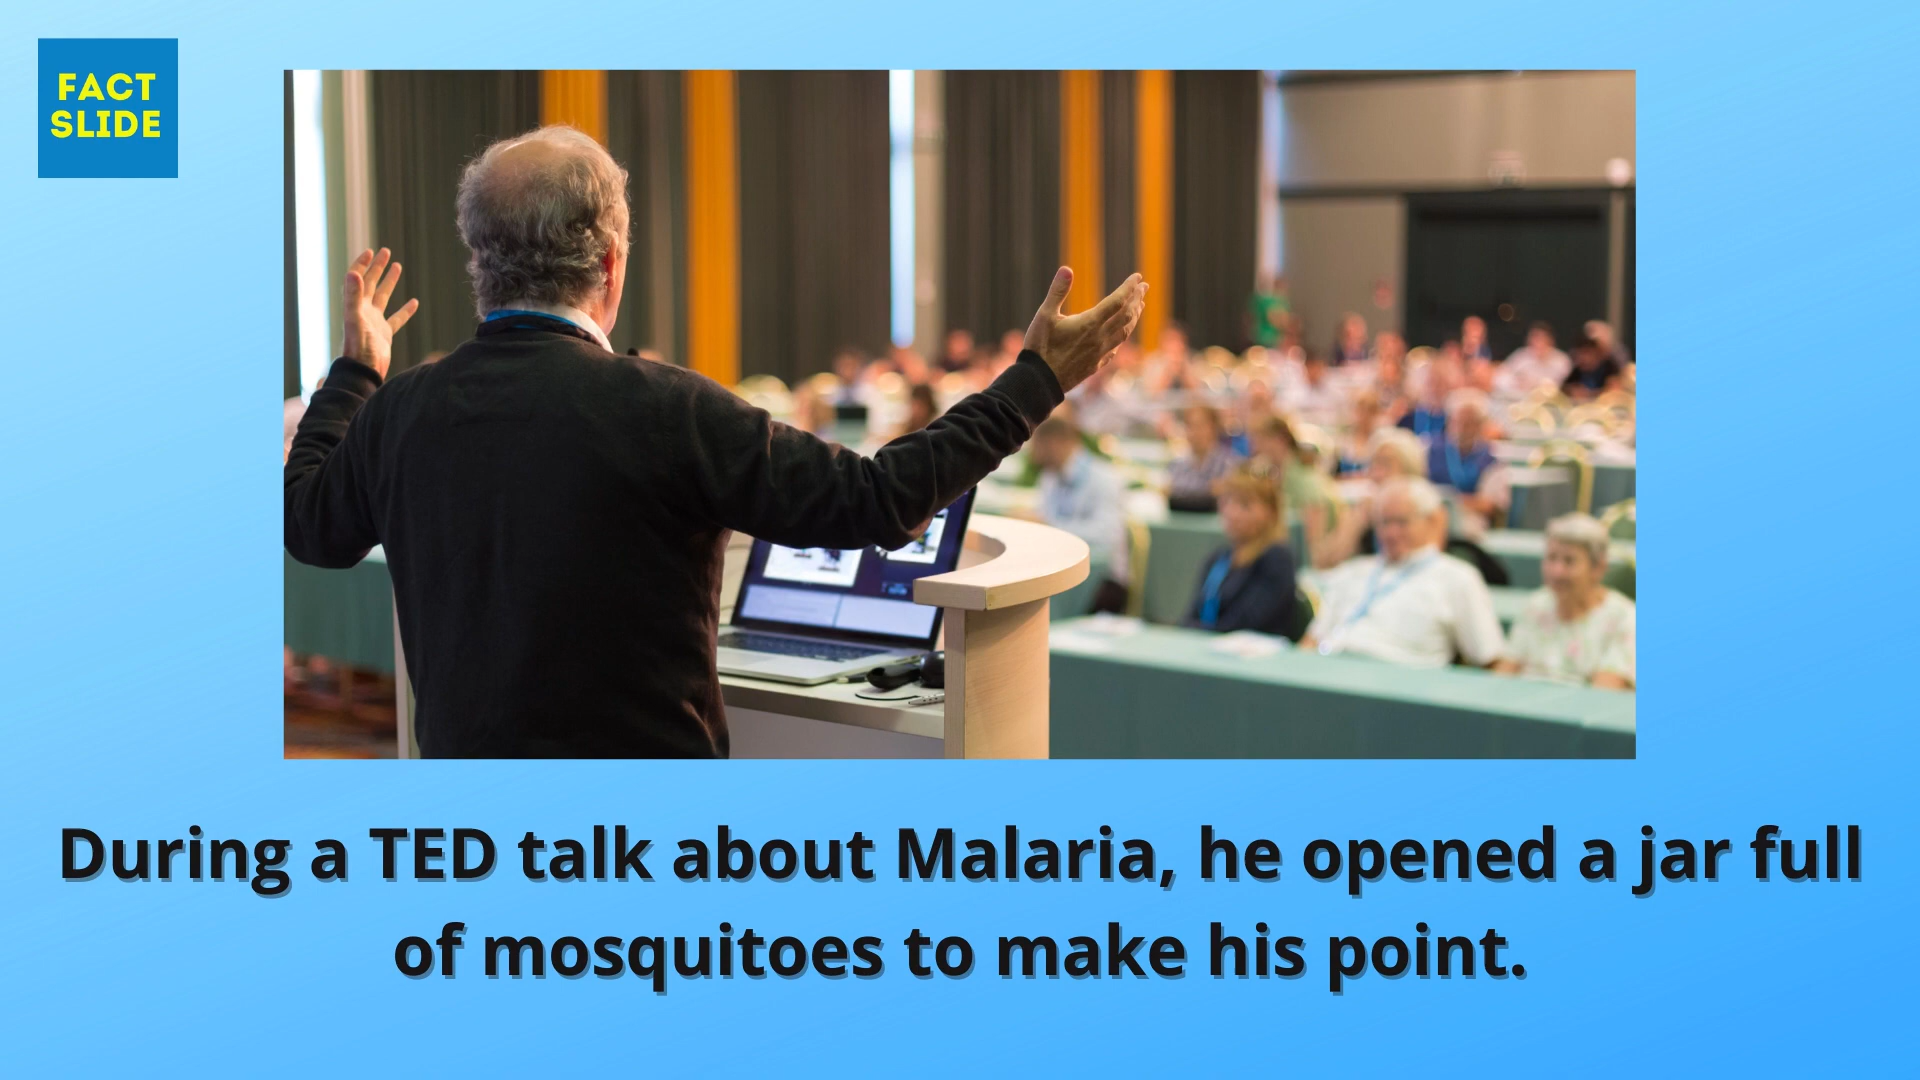 FACT
SLIDE
During a TED talk about Malaria, he opened a jar full
of mosquitoes to make his point.